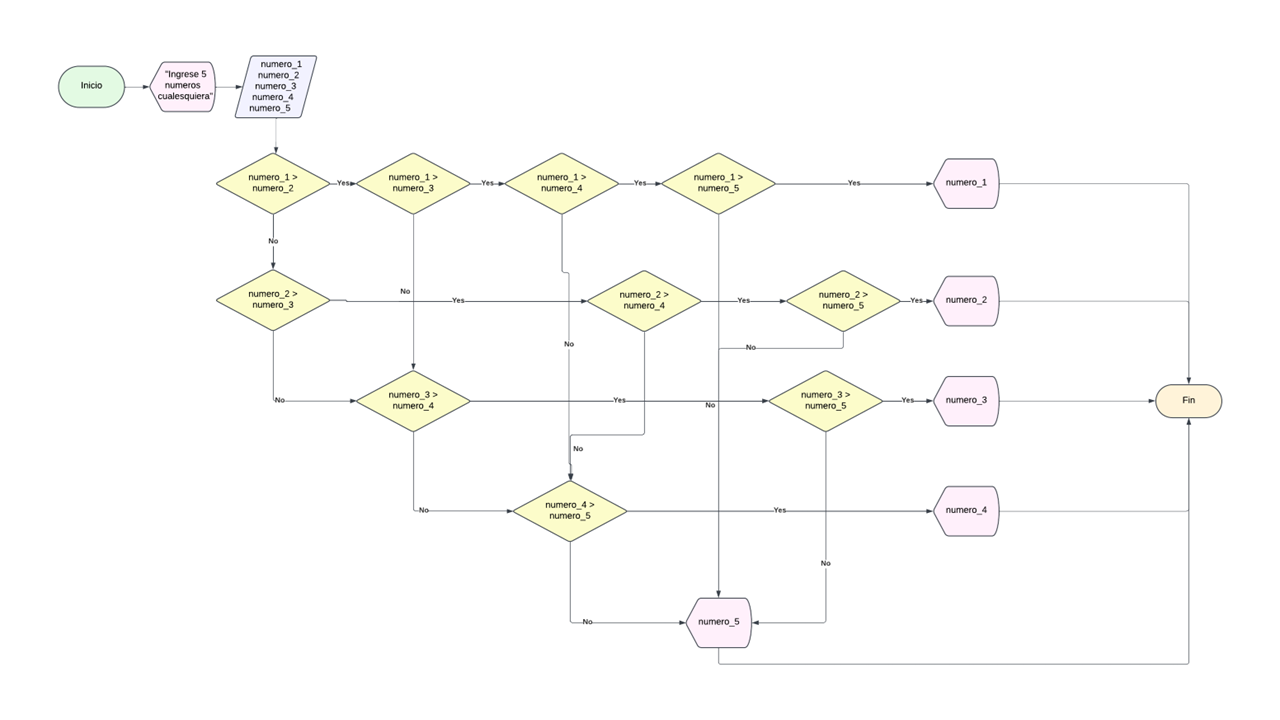 Inicio
"Ingrese 5
numeros
cualesquiera"
numero_1
numero_2
numero_3
numero_4
numero_5
numero_1 >
numero_2
Yes
numero_1 >
numero_3
Yes
numero_1 >
numero_4
Yes
numero_1 >
numero_5
Yes
numero_1
No
No
No
No
numero_2 >
numero_3
Yes
numero_2 >
numero_4
Yes
numero_2 >
numero_5
Yes
numero_2
No
No
No
numero_3 >
numero_4
Yes
numero_3 >
numero_5
Yes
numero_3
Fin
No
No
numero_4 >
numero_5
Yes
numero_4
No
No
numero_5